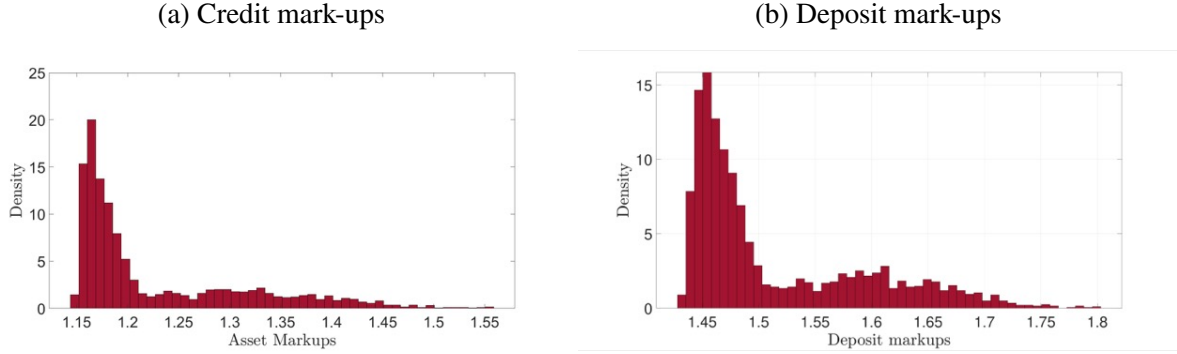 (a) Credit mark-ups
25
20
15
10
5
0
Density
1.15 1.2 1.25 1.3 1.35 1.4 1.45 1.5 1.55
Asset Markups
(b) Deposit mark-ups
15
10
5
0
Density
1.45 1.5 1.55 1.6 1.65 1.7 1.75 1.8
Deposit markups